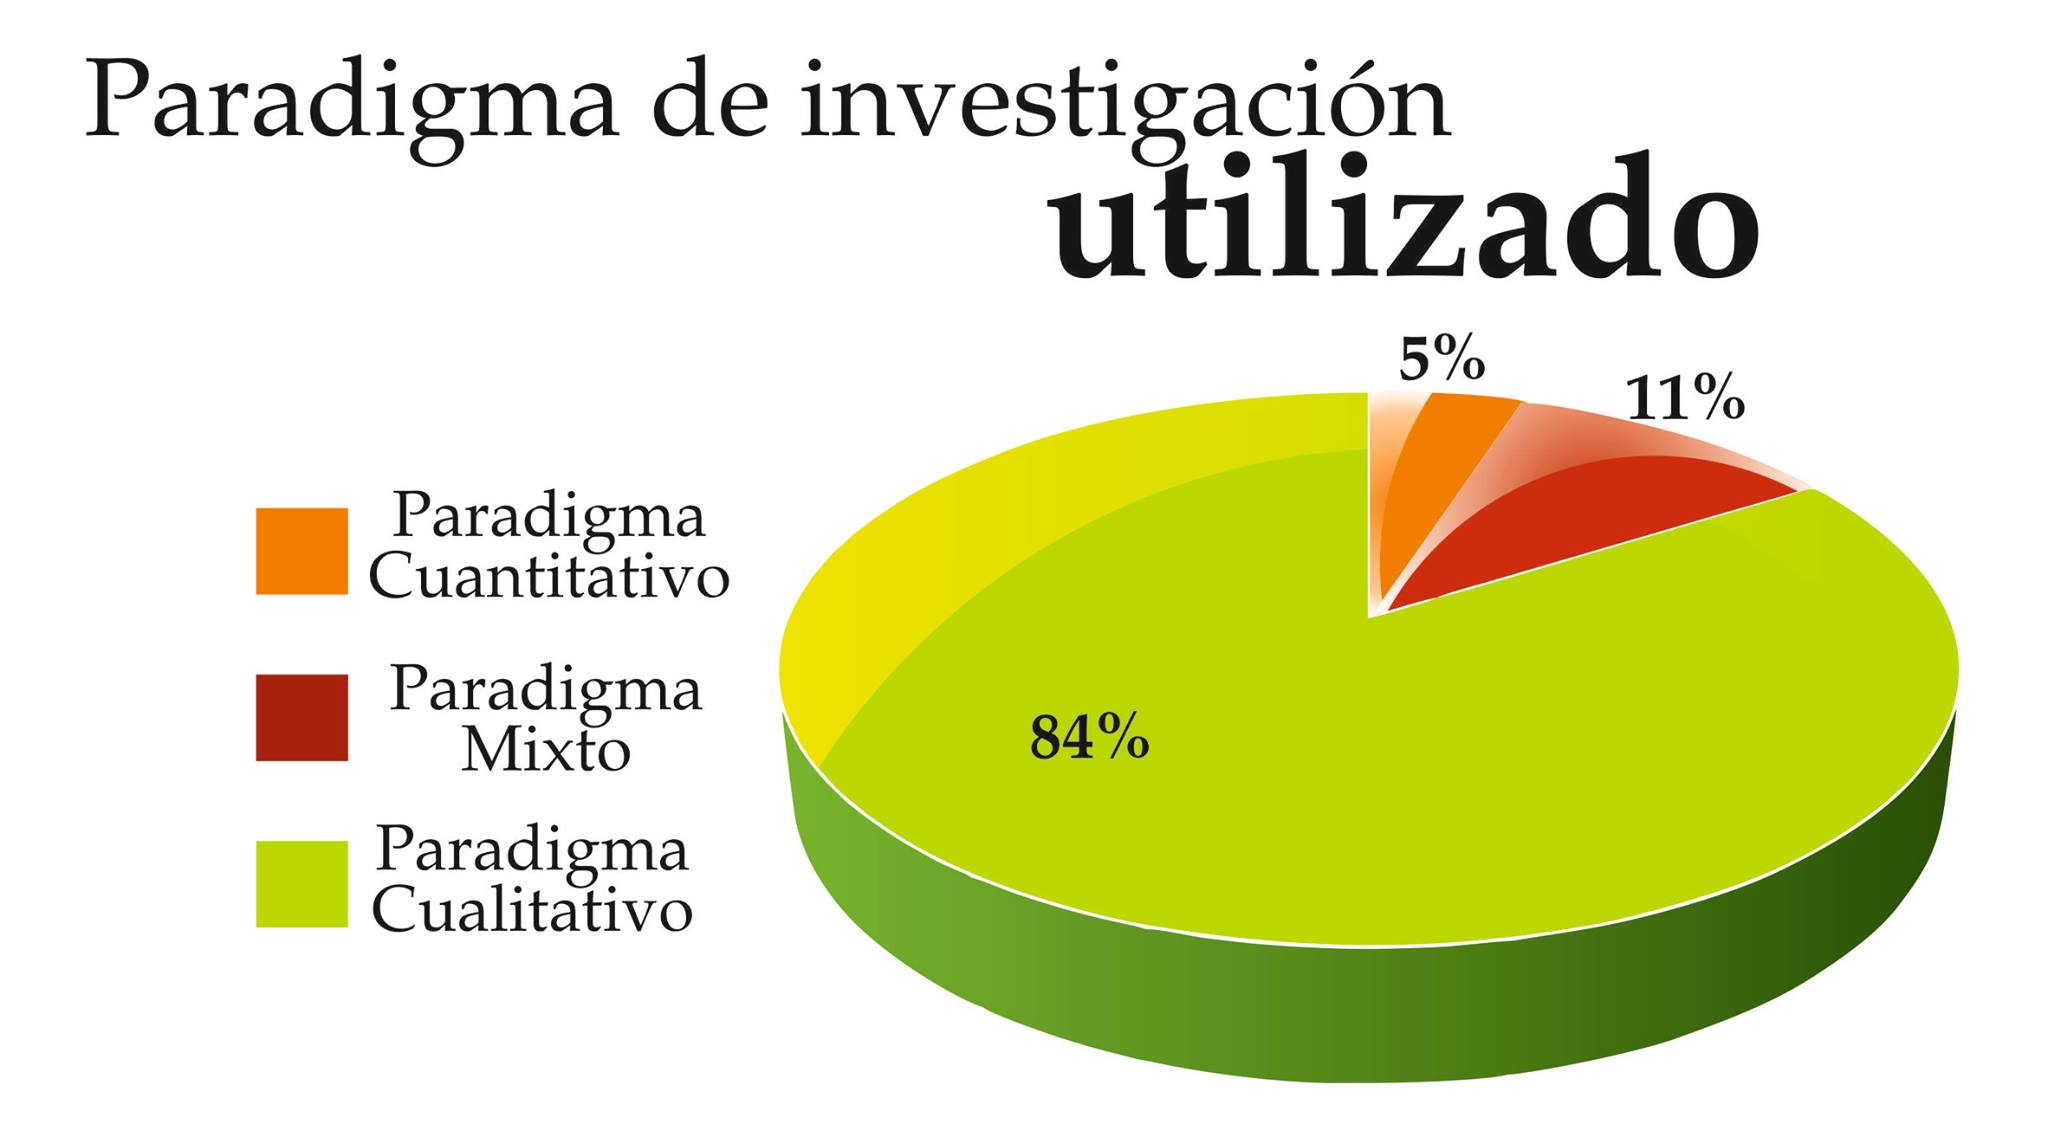 Paradigma de investigación
utilizado
5%
11%
Paradigma
Cuantitativo
Paradigma
Mixto
84%
Paradigma
Cualitativo